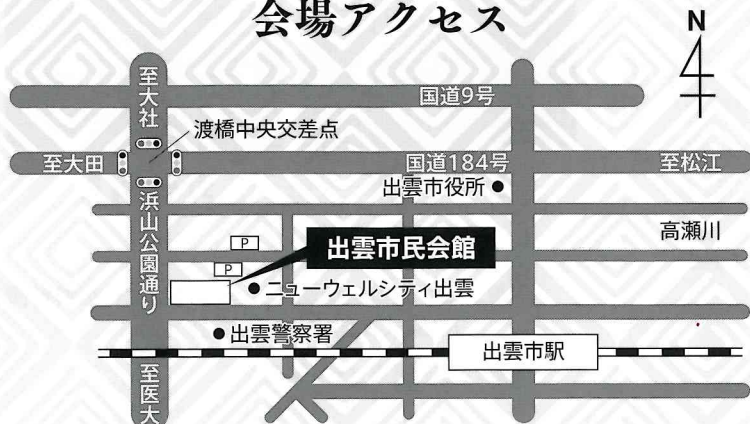 会場アクセス
N
至大社
国道9号
渡橋中央交差点
至大田
国道184号
至松江
出雲市役所
浜山公園通り
高瀬川
P
出雲市民会館
P
ニューウェルシティ出雲
出雲警察署
出雲市駅
至医大